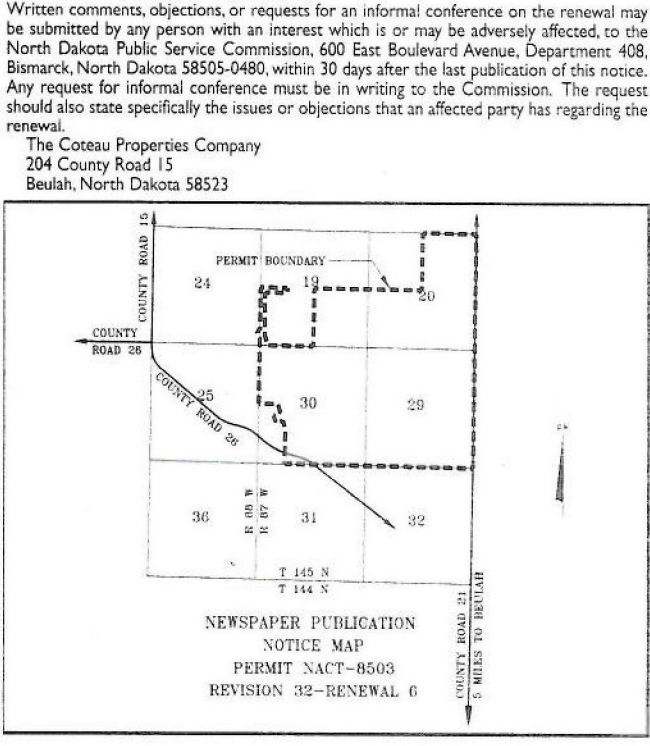 Written comments, objections, or requests for an informal conference on the renewal may
be submitted by any person with an interest which is or may be adversely affected, to the
North Dakota Public Service Commission, 600 East Boulevard Avenue, Department 408,
Bismarck, North Dakota 58505-0480, within 30 days after the last publication of this notice.
Any request for informal conference must be in writing to the Commission. The request
should also state specifically the issues or objections that an affected party has regarding the
renewal.
The Coteau Properties Company
204 County Road 15
Beulah, North Dakota 58523
COUNTY ROAD 15
PERMIT BOUNDARY
24
19
20
COUNTY
ROAD 26
25
COUNTY ROAD 26
30
29
36
R 88 W
R 87 W
31
32
T 145 N
T 144 N
NEWSPAPER PUBLICATION
NOTICE MAP
PERMIT NACT-8503
REVISION 32-RENEWAL 6
COUNTY ROAD 21
5 MILES TO BEULAH